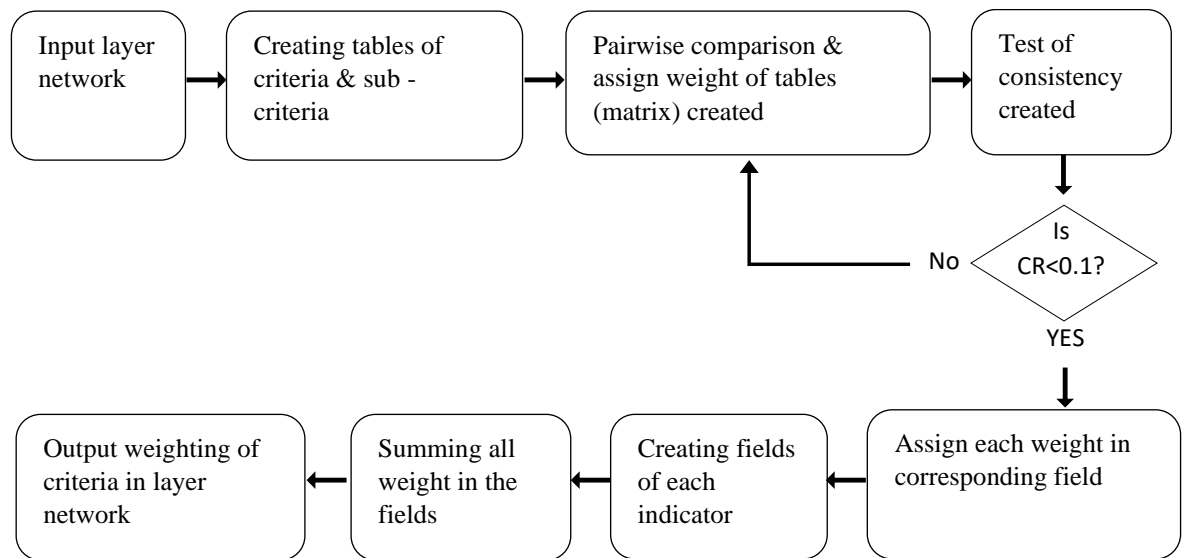 Input layer
network
Creating tables of
criteria & sub -
criteria
Pairwise comparison &
assign weight of tables
(matrix) created
Test of
consistency
created
Is
CR<0.1?
No
YES
Assign each weight in
corresponding field
Creating fields
of each
indicator
Summing all
weight in the
fields
Output weighting of
criteria in layer
network